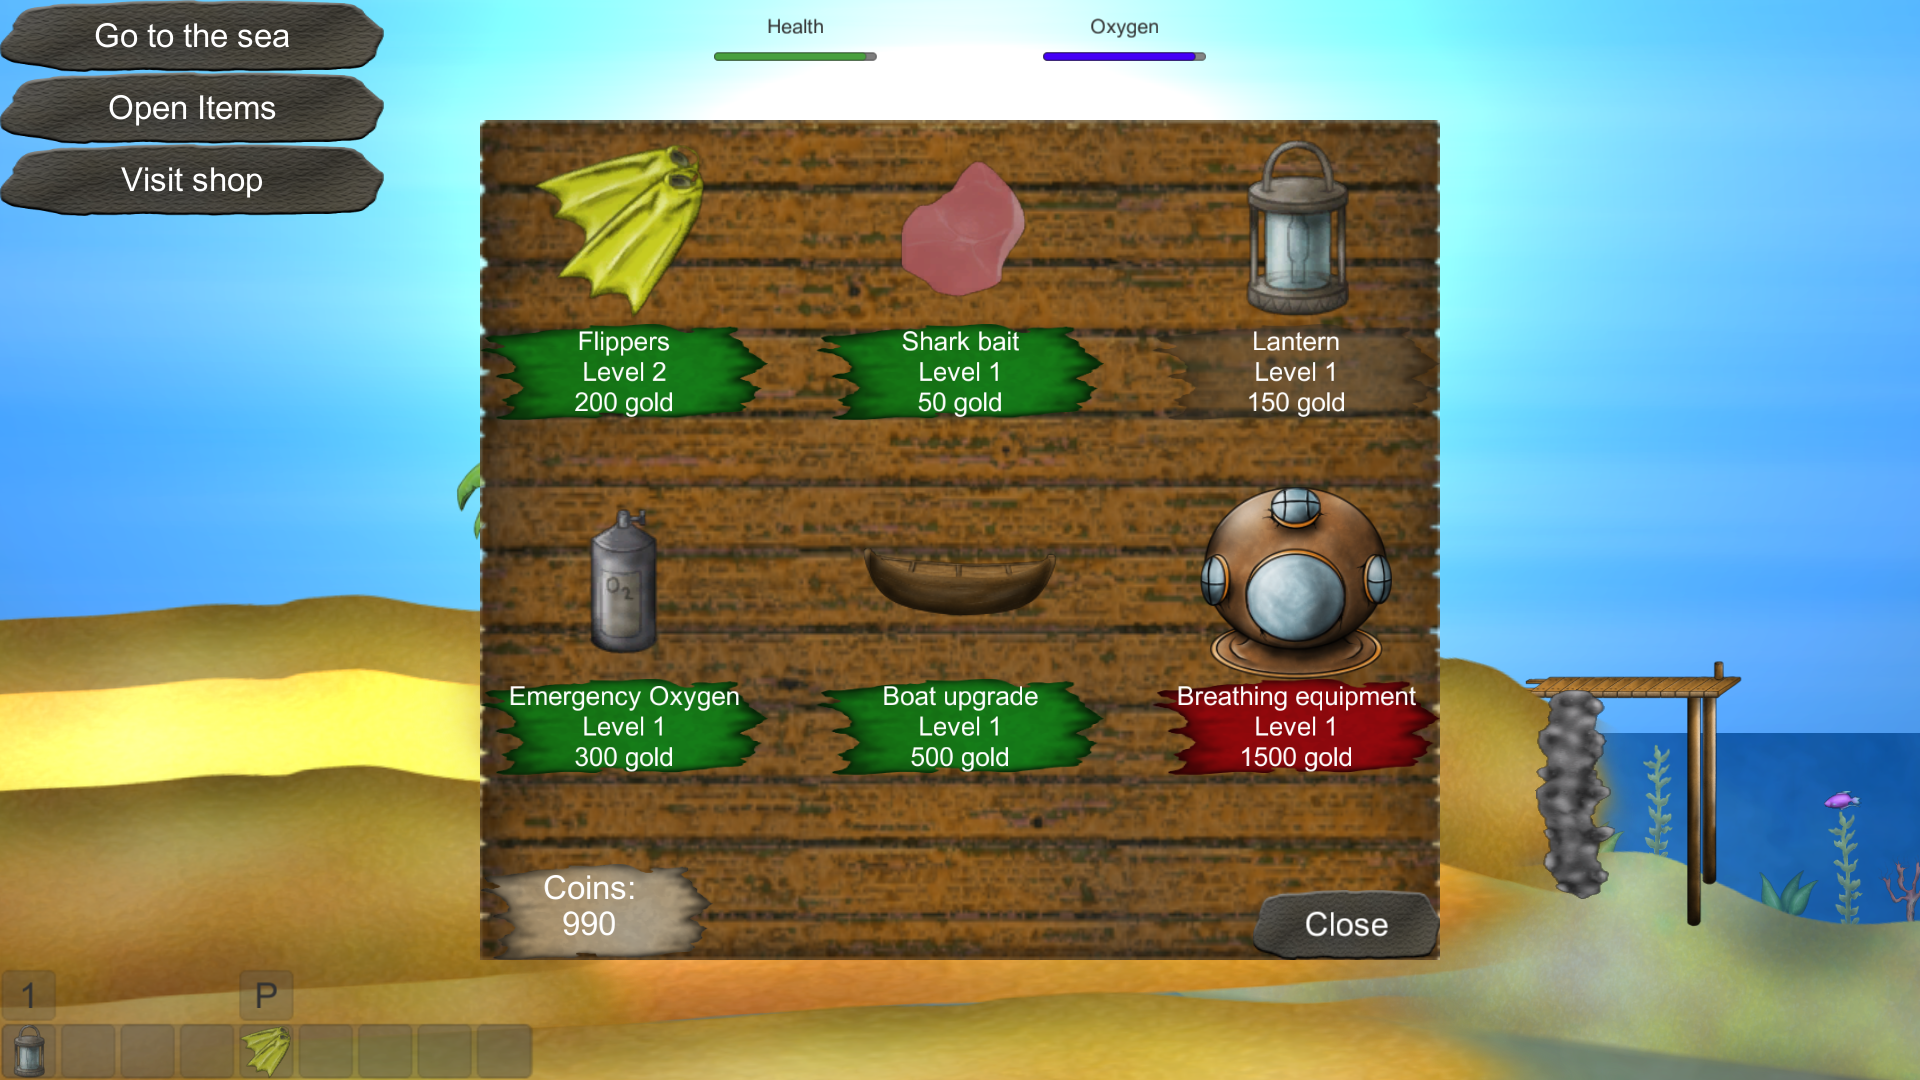 Go to the sea
Open Items
Visit shop
Health
Oxygen
Flippers
Level 2
200 gold
Shark bait
Level 1
50 gold
Lantern
Level 1
150 gold
O2
Emergency Oxygen
Level 1
300 gold
Boat upgrade
Level 1
500 gold
Breathing equipment
Level 1
1500 gold
Coins:
990
Close
1
P